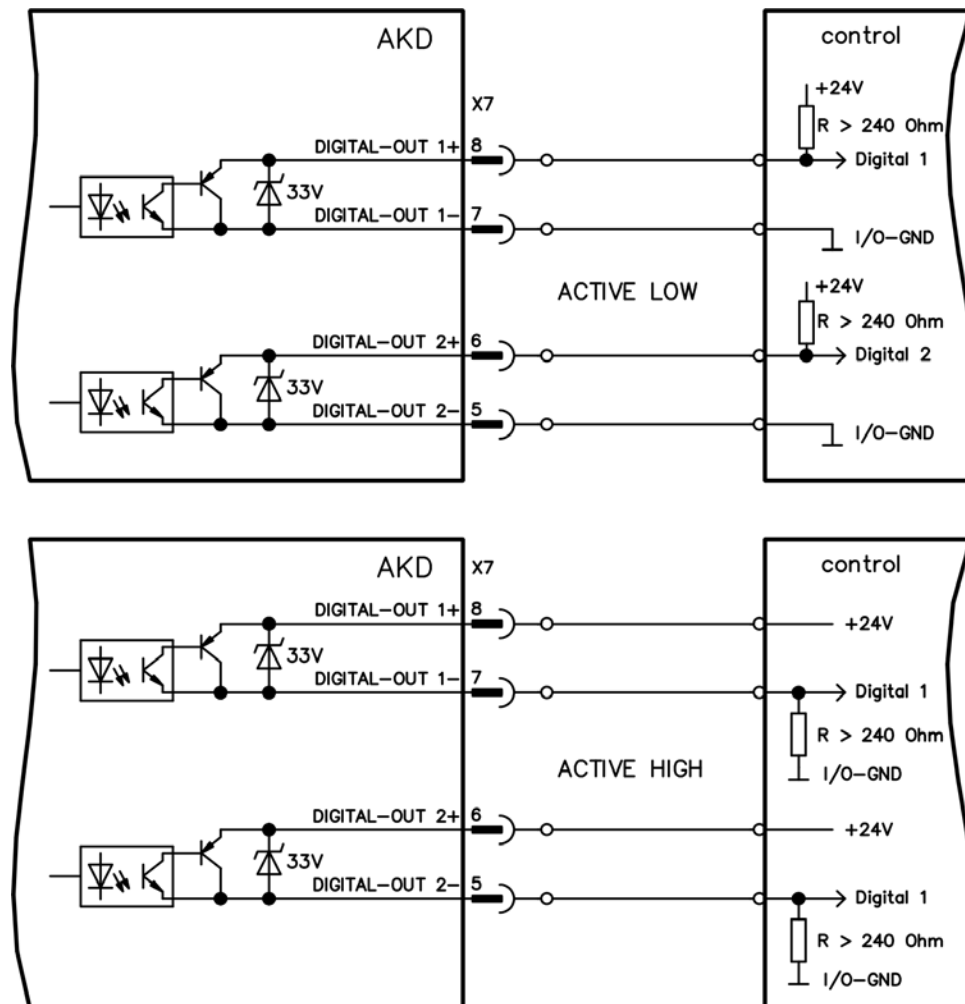 AKD
control
X7
+24V
R > 240 Ohm
DIGITAL-OUT 1+ 8
Digital 1
33V
DIGITAL-OUT 1- 7
I/O-GND
ACTIVE LOW
+24V
R > 240 Ohm
DIGITAL-OUT 2+ 6
Digital 2
33V
DIGITAL-OUT 2- 5
I/O-GND
AKD
X7
control
DIGITAL-OUT 1+ 8
+24V
33V
DIGITAL-OUT 1- 7
Digital 1
R > 240 Ohm
ACTIVE HIGH
I/O-GND
DIGITAL-OUT 2+ 6
+24V
33V
DIGITAL-OUT 2- 5
Digital 1
R > 240 Ohm
I/O-GND